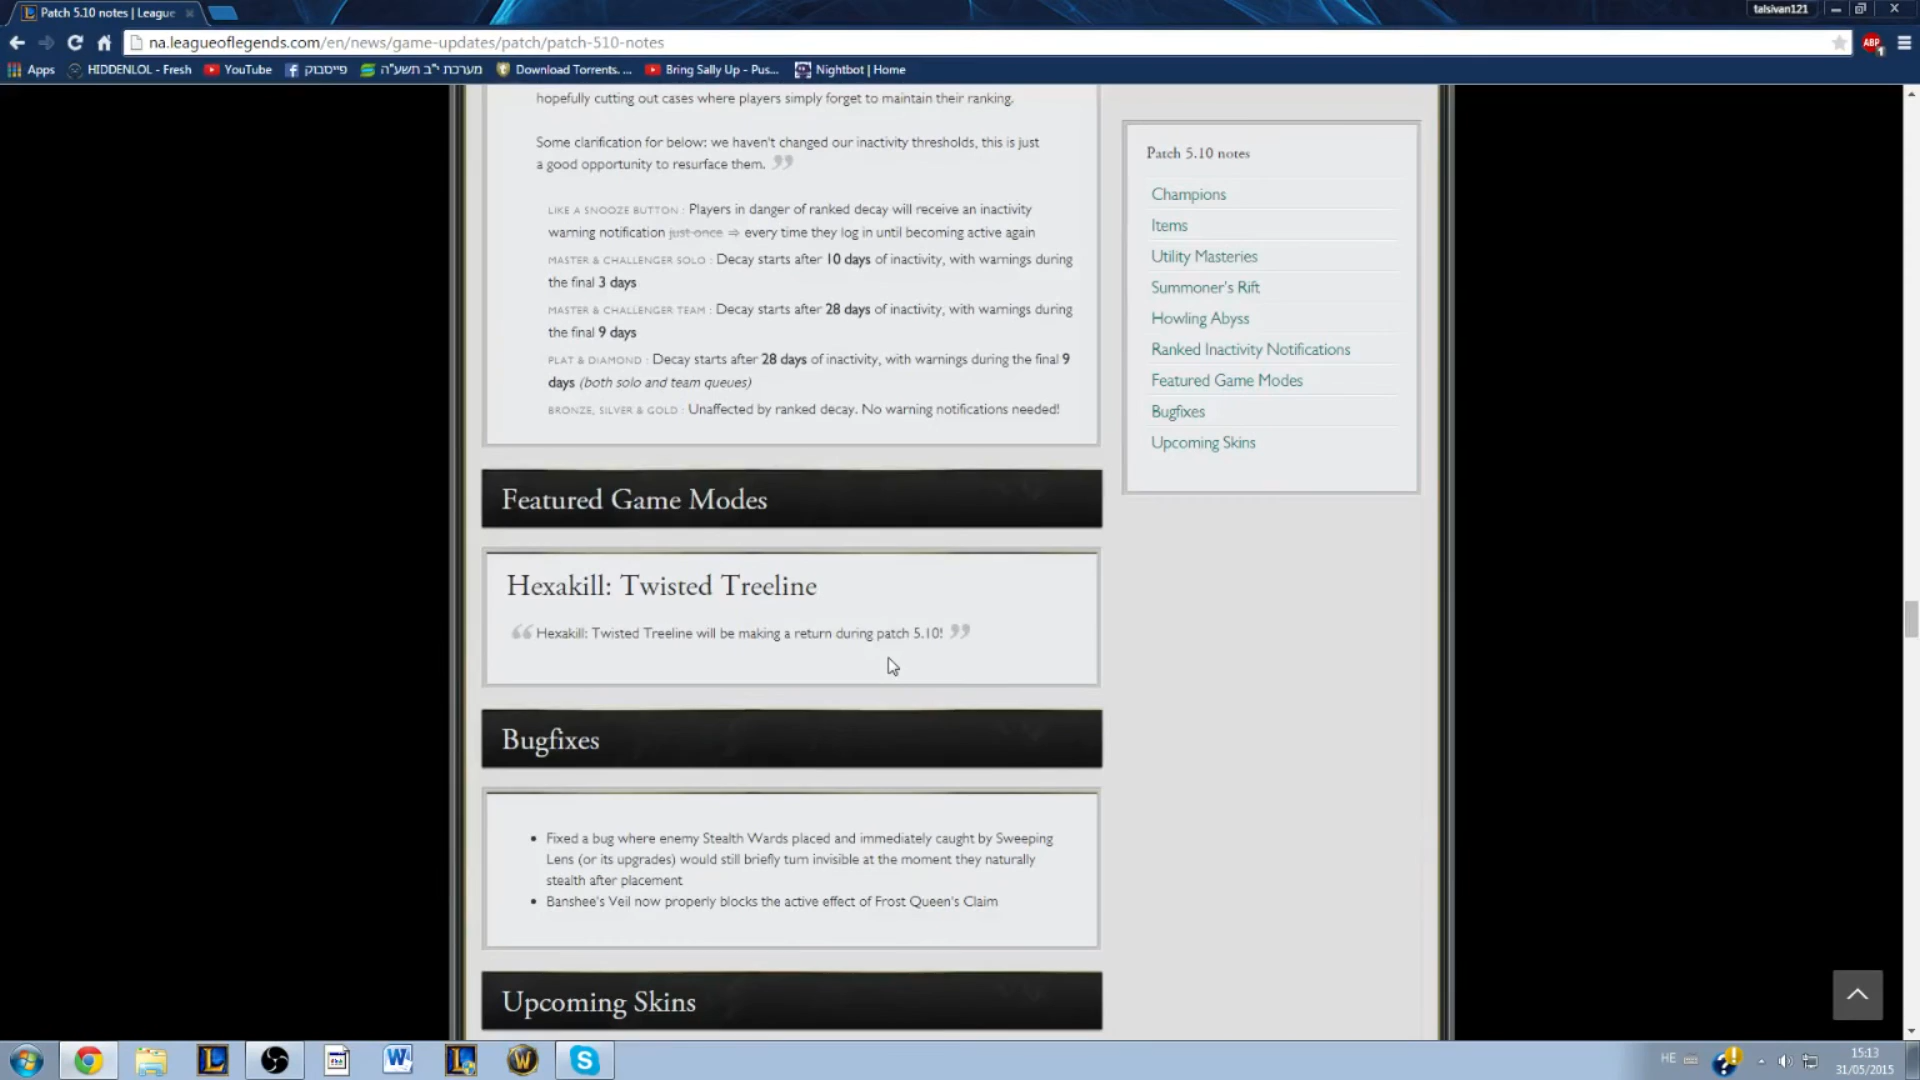 Patch 5.10 notes | League
talsivan121
na.leagueoflegends.com/en/news/game-updates/patch/patch-510-notes
ABP
1
Apps
HIDDENLOL - Fresh
YouTube
פייסבוק
מערכת י"ב תשע"ה
Download Torrents. ...
Bring Sally Up - Pus...
Nightbot | Home
hopefully cutting out cases where players simply forget to maintain their ranking.
Some clarification for below: we haven't changed our inactivity thresholds, this is just
a good opportunity to resurface them. ”
LIKE A SNOOZE BUTTON : Players in danger of ranked decay will receive an inactivity
warning notification just once ⇒ every time they log in until becoming active again
MASTER & CHALLENGER SOLO : Decay starts after 10 days of inactivity, with warnings during
the final 3 days
MASTER & CHALLENGER TEAM : Decay starts after 28 days of inactivity, with warnings during
the final 9 days
PLAT & DIAMOND : Decay starts after 28 days of inactivity, with warnings during the final 9
days (both solo and team queues)
BRONZE, SILVER & GOLD : Unaffected by ranked decay. No warning notifications needed!
Featured Game Modes
Hexakill: Twisted Treeline
“ Hexakill: Twisted Treeline will be making a return during patch 5.10! ”
Bugfixes
• Fixed a bug where enemy Stealth Wards placed and immediately caught by Sweeping
Lens (or its upgrades) would still briefly turn invisible at the moment they naturally
stealth after placement
• Banshee's Veil now properly blocks the active effect of Frost Queen's Claim
Upcoming Skins
Patch 5.10 notes
Champions
Items
Utility Masteries
Summoner's Rift
Howling Abyss
Ranked Inactivity Notifications
Featured Game Modes
Bugfixes
Upcoming Skins
HE
15:13
31/05/2015